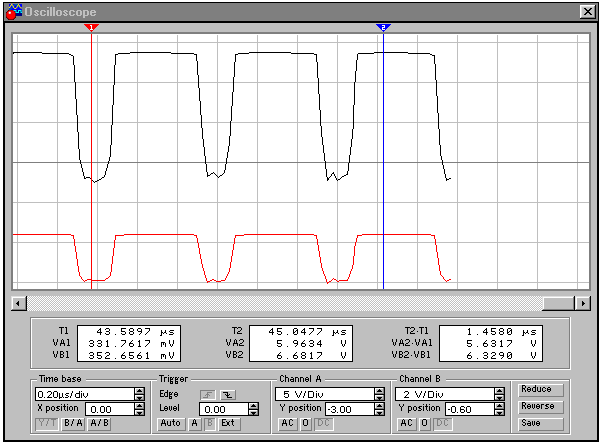 Oscilloscope
1
2
T1 43.5897 µs T2 45.0477 µs T2-T1 1.4580 µs
VA1 331.7617 mV VA2 5.9634 V VA2-VA1 5.6317 V
VB1 352.6561 mV VB2 6.6817 V VB2-VB1 6.3290 V
Time base Trigger Channel A Channel B
0.20µs/div Edge 5 V/Div 2 V/Div Reduce
X position 0.00 Level 0.00 Y position -3.00 Y position -0.60 Reverse
Y/T B/A A/B Auto A B Ext AC 0 DC AC 0 DC Save